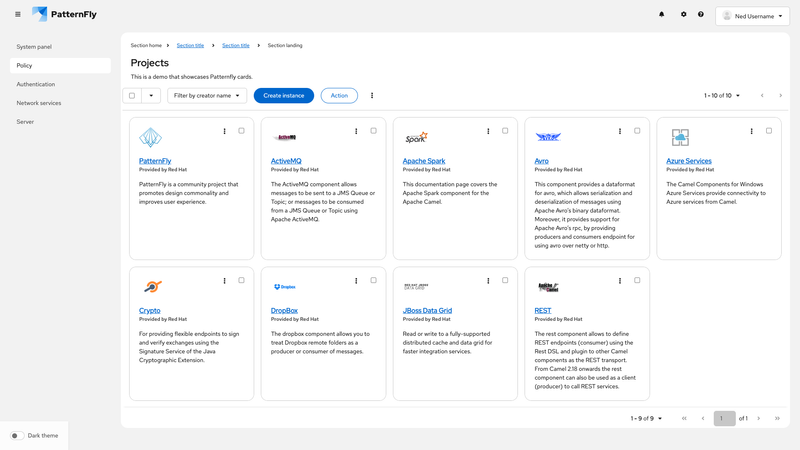 PatternFly
Ned Username
System panel
Policy
Authentication
Network services
Server
Section home
Section title
Section title
Section landing
Projects
This is a demo that showcases Patternfly cards.
Filter by creator name
Create instance
Action
1 - 10 of 10
PatternFly
Provided by Red Hat
PatternFly is a community project that
promotes design commonality and
improves user experience.
ActiveMQ
ActiveMQ
Provided by Red Hat
The ActiveMQ component allows
messages to be sent to a JMS Queue or
Topic; or messages to be consumed
from a JMS Queue or Topic using
Apache ActiveMQ.
Spark
Apache Spark
Provided by Red Hat
This documentation page covers the
Apache Spark component for the
Apache Camel.
AVRO
Avro
Provided by Red Hat
This component provides a dataformat
for avro, which allows serialization and
deserialization of messages using
Apache Avro's binary dataformat.
Moreover, it provides support for
Apache Avro's rpc, by providing
producers and consumers endpoint for
using avro over netty or http.
Azure Services
Provided by Red Hat
The Camel Components for Windows
Azure Services provide connectivity to
Azure services from Camel.
Crypto
Provided by Red Hat
For providing flexible endpoints to sign
and verify exchanges using the
Signature Service of the Java
Cryptographic Extension.
Dropbox
DropBox
Provided by Red Hat
The dropbox component allows you to
treat Dropbox remote folders as a
producer or consumer of messages.
RED HAT JBOSS
DATA GRID
JBoss Data Grid
Provided by Red Hat
Read or write to a fully-supported
distributed cache and data grid for
faster integration services.
Apache
Camel
REST
Provided by Red Hat
The rest component allows to define
REST endpoints (consumer) using the
Rest DSL and plugin to other Camel
components as the REST transport.
From Camel 2.18 onwards the rest
component can also be used as a client
(producer) to call REST services.
1 - 9 of 9
1
of 1
Dark theme